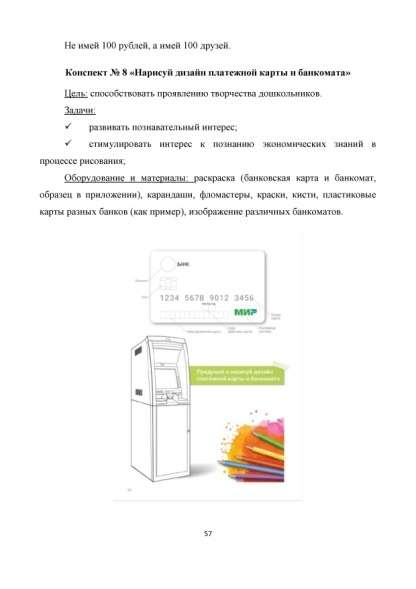 Не имей 100 рублей, а имей 100 друзей.
Конспект № 8 «Нарисуй дизайн платежной карты и банкомата»
Цель: способствовать проявлению творчества дошкольников.
Задачи:
✓ развивать познавательный интерес;
✓ стимулировать интерес к познанию экономических знаний в
процессе рисования;
Оборудование и материалы: раскраска (банковская карта и банкомат,
образец в приложении), карандаши, фломастеры, краски, кисти, пластиковые
карты разных банков (как пример), изображение различных банкоматов.
БАНК
1234 5678 9012 3456
МИР
Придумай и нарисуй дизайн
платежной карты и банкомата
57